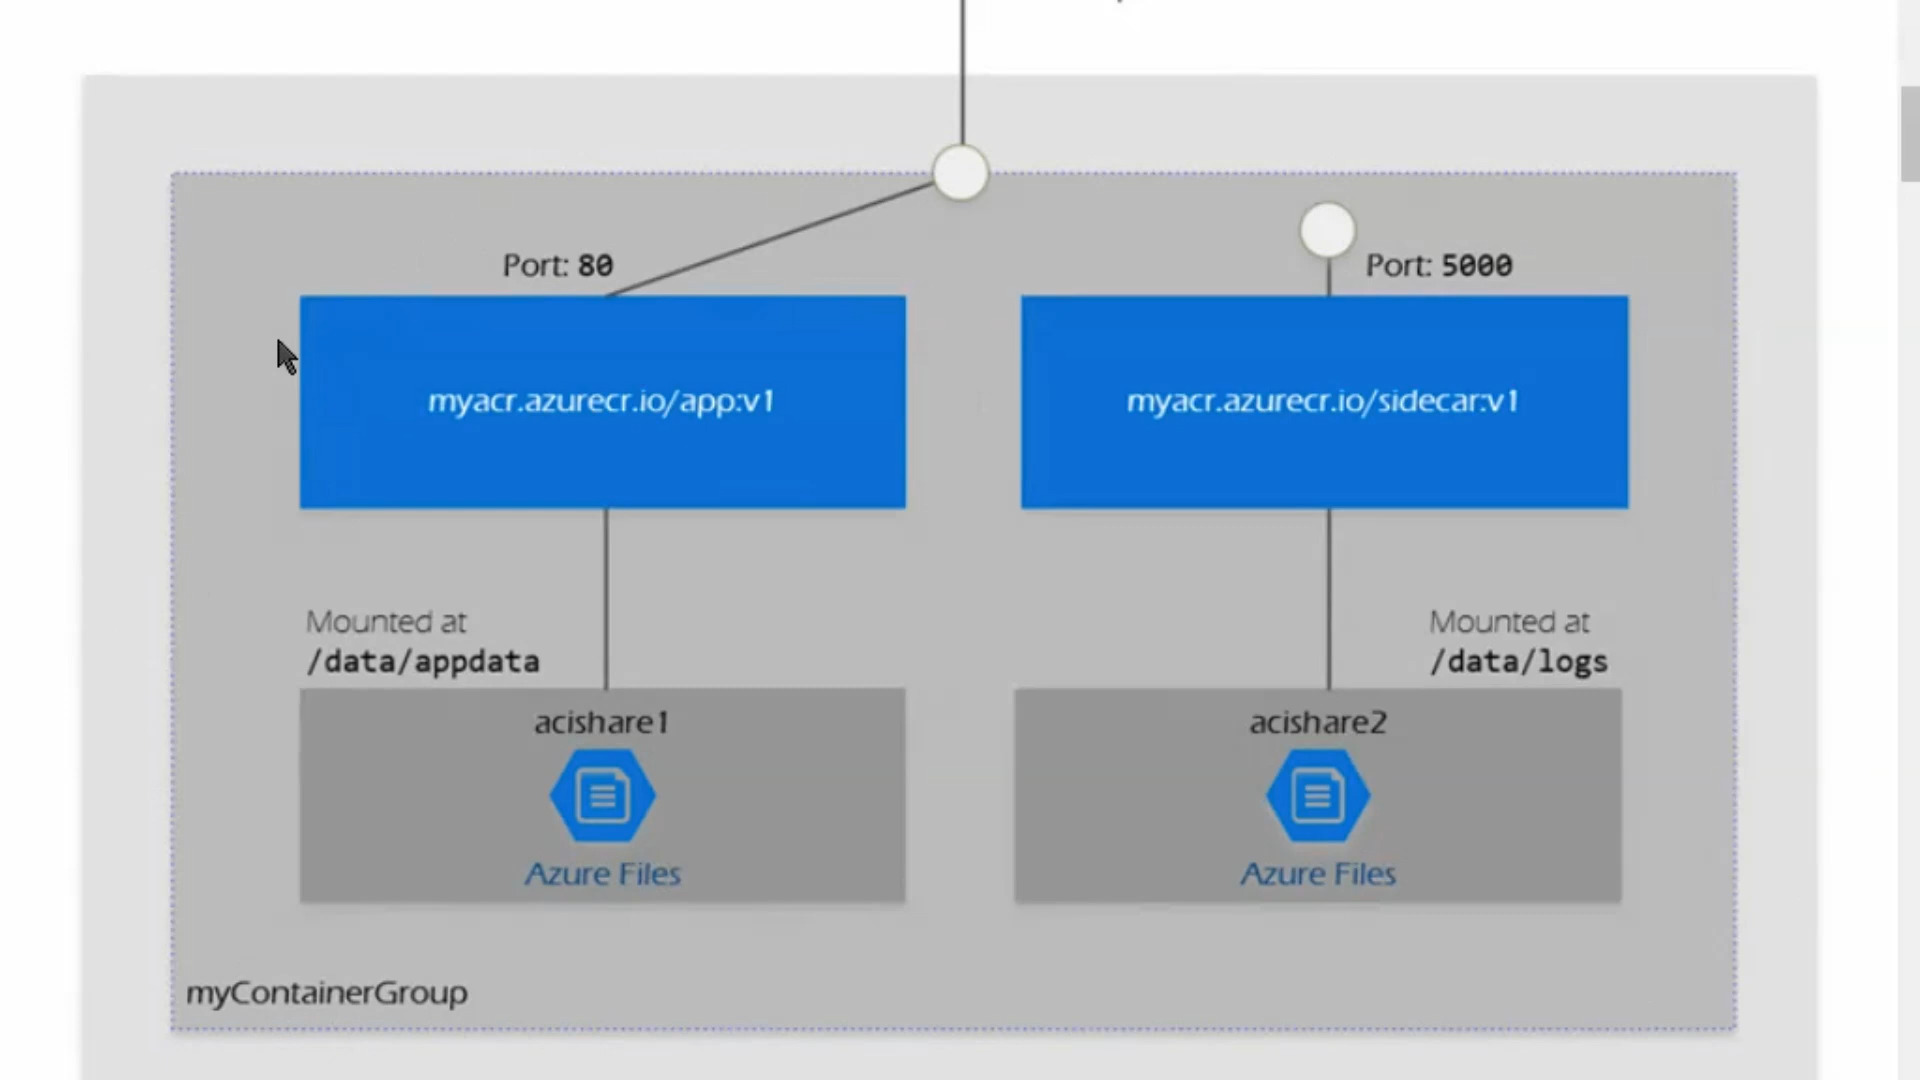 Port: 80
Port: 5000
myacr.azurecr.io/app:v1
myacr.azurecr.io/sidecar:v1
Mounted at
/data/appdata
Mounted at
/data/logs
acishare1
acishare2
Azure Files
Azure Files
myContainerGroup